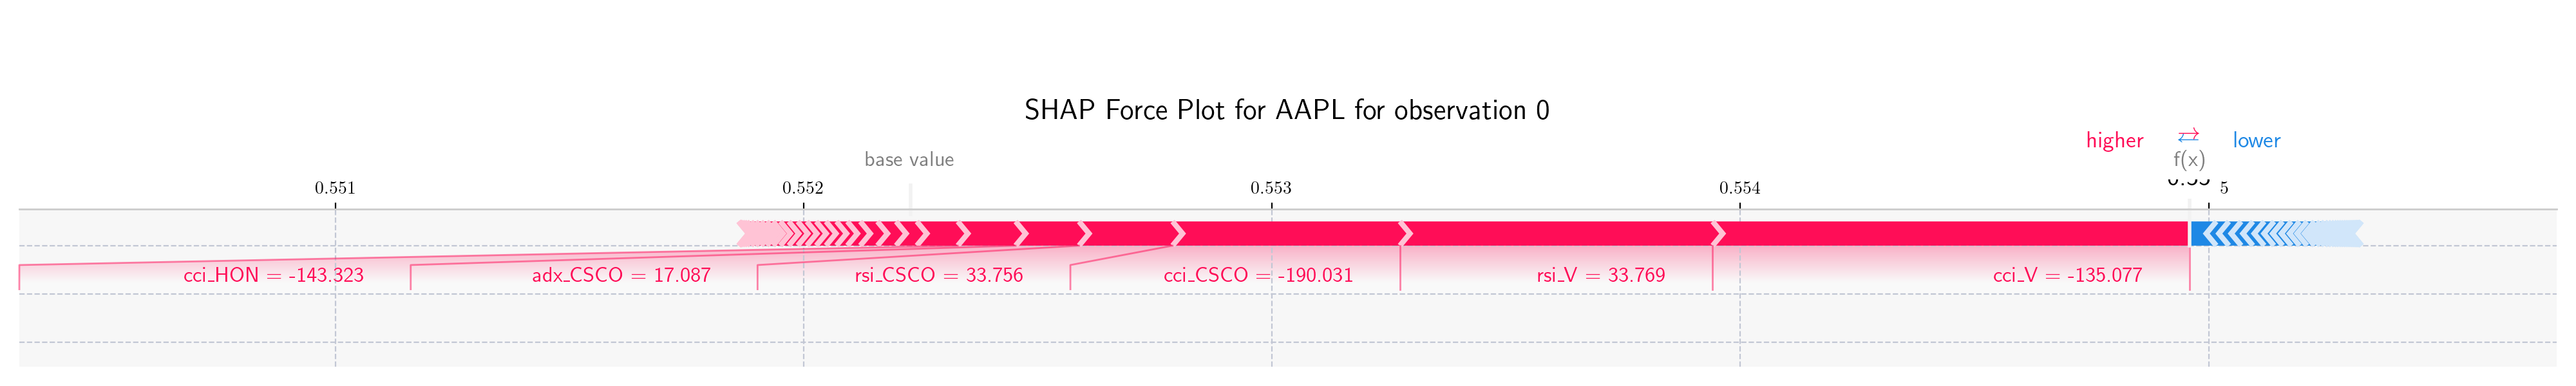 SHAP Force Plot for AAPL for observation 0
higher ⇄ lower
base value f(x)
0.551 0.552 0.553 0.554 5
cci_HON = -143.323 adx_CSCO = 17.087 rsi_CSCO = 33.756 cci_CSCO = -190.031 rsi_V = 33.769 cci_V = -135.077